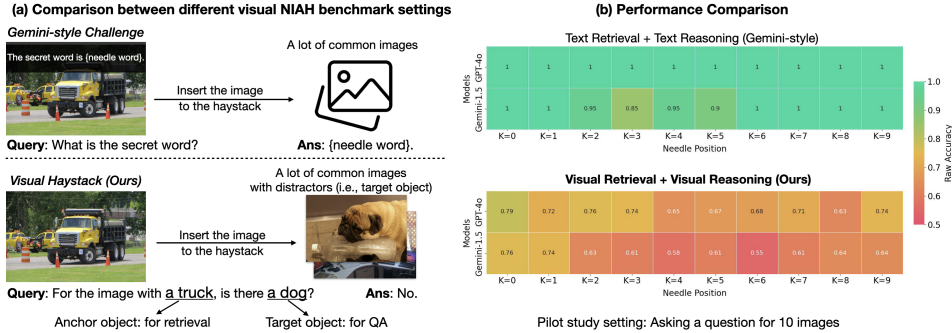 (a) Comparison between different visual NIAH benchmark settings
Gemini-style Challenge
The secret word is {needle word}.
Insert the image
to the haystack
A lot of common images
Query: What is the secret word?
Ans: {needle word}.
Visual Haystack (Ours)
Insert the image
to the haystack
A lot of common images
with distractors (i.e., target object)
Query: For the image with a truck, is there a dog?
Ans: No.
Anchor object: for retrieval
Target object: for QA
(b) Performance Comparison
Text Retrieval + Text Reasoning (Gemini-style)
Models
GPT-4o
1 1 1 1 1 1 1 1 1 1
Gemini-1.5
1 1 0.95 0.85 0.95 0.9 1 1 1 1
K=0 K=1 K=2 K=3 K=4 K=5 K=6 K=7 K=8 K=9
Needle Position
Visual Retrieval + Visual Reasoning (Ours)
Models
GPT-4o
0.79 0.72 0.76 0.74 0.65 0.67 0.68 0.71 0.63 0.74
Gemini-1.5
0.76 0.74 0.63 0.61 0.58 0.61 0.55 0.61 0.64 0.64
K=0 K=1 K=2 K=3 K=4 K=5 K=6 K=7 K=8 K=9
Needle Position
1.0
0.9
0.8
0.7
0.6
0.5
Raw Accuracy
Pilot study setting: Asking a question for 10 images